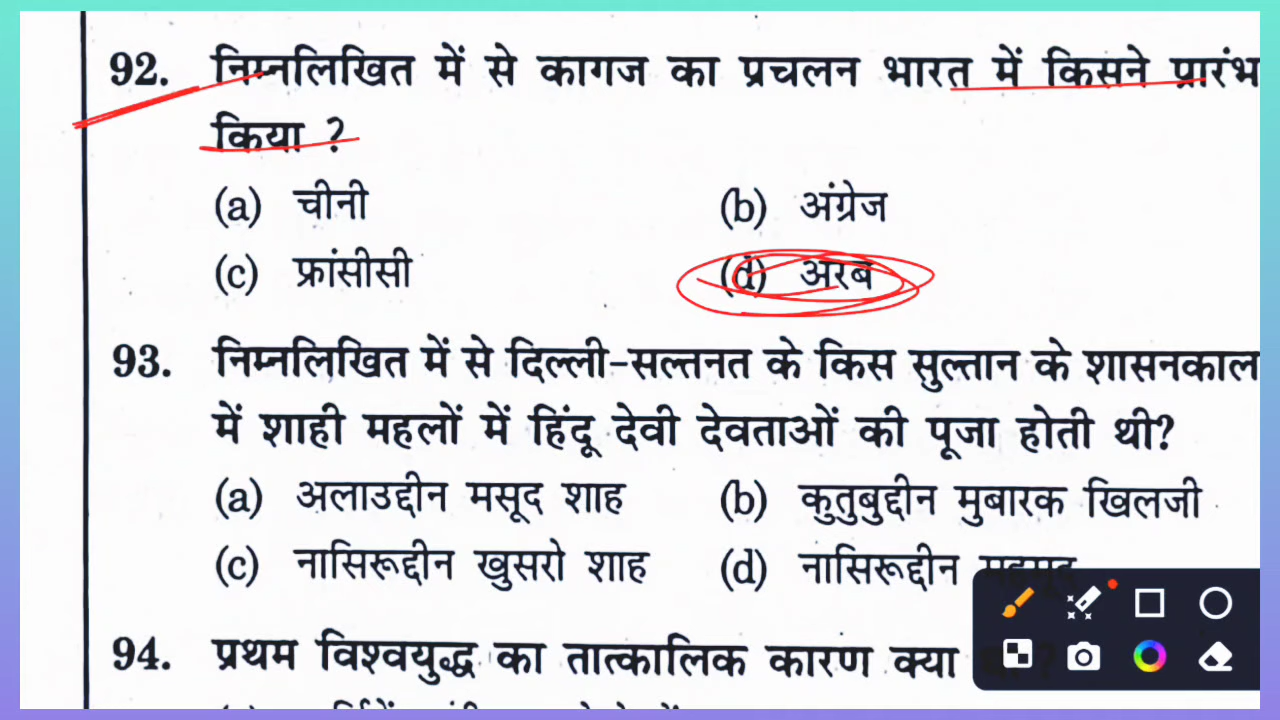 92. निम्नलिखित में से कागज का प्रचलन भारत में किसने प्रारंभ
किया ?
(a) चीनी (b) अंग्रेज
(c) फ्रांसीसी (d) अरब
93. निम्नलिखित में से दिल्ली-सल्तनत के किस सुल्तान के शासनकाल
में शाही महलों में हिंदू देवी देवताओं की पूजा होती थी?
(a) अलाउद्दीन मसूद शाह (b) कुतुबुद्दीन मुबारक खिलजी
(c) नासिरूद्दीन खुसरो शाह (d) नासिरूद्दीन
94. प्रथम विश्वयुद्ध का तात्कालिक कारण क्या